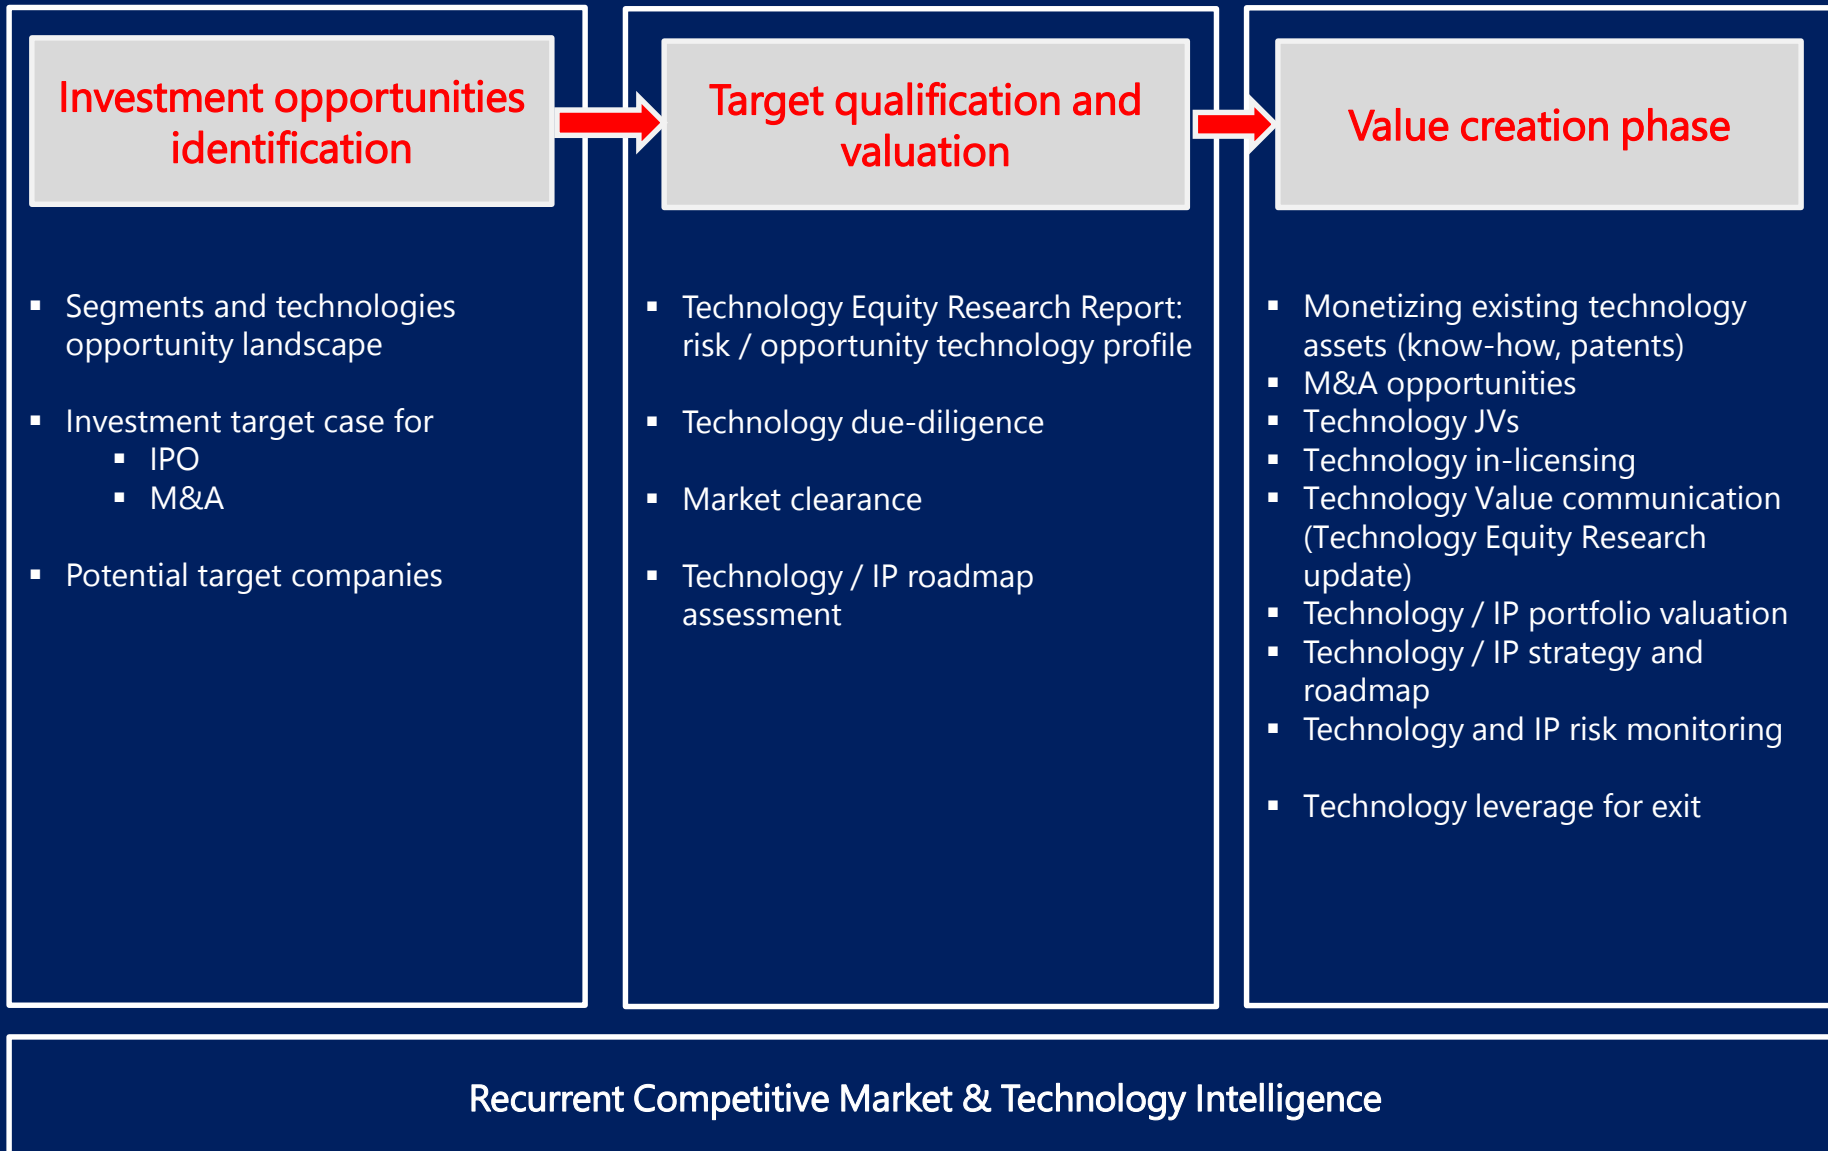 Investment opportunities
identification
Segments and technologies
opportunity landscape
Investment target case for
IPO
M&A
Potential target companies
Target qualification and
valuation
Technology Equity Research Report:
risk / opportunity technology profile
Technology due-diligence
Market clearance
Technology / IP roadmap
assessment
Value creation phase
Monetizing existing technology
assets (know-how, patents)
M&A opportunities
Technology JVs
Technology in-licensing
Technology Value communication
(Technology Equity Research
update)
Technology / IP portfolio valuation
Technology / IP strategy and
roadmap
Technology and IP risk monitoring
Technology leverage for exit
Recurrent Competitive Market & Technology Intelligence